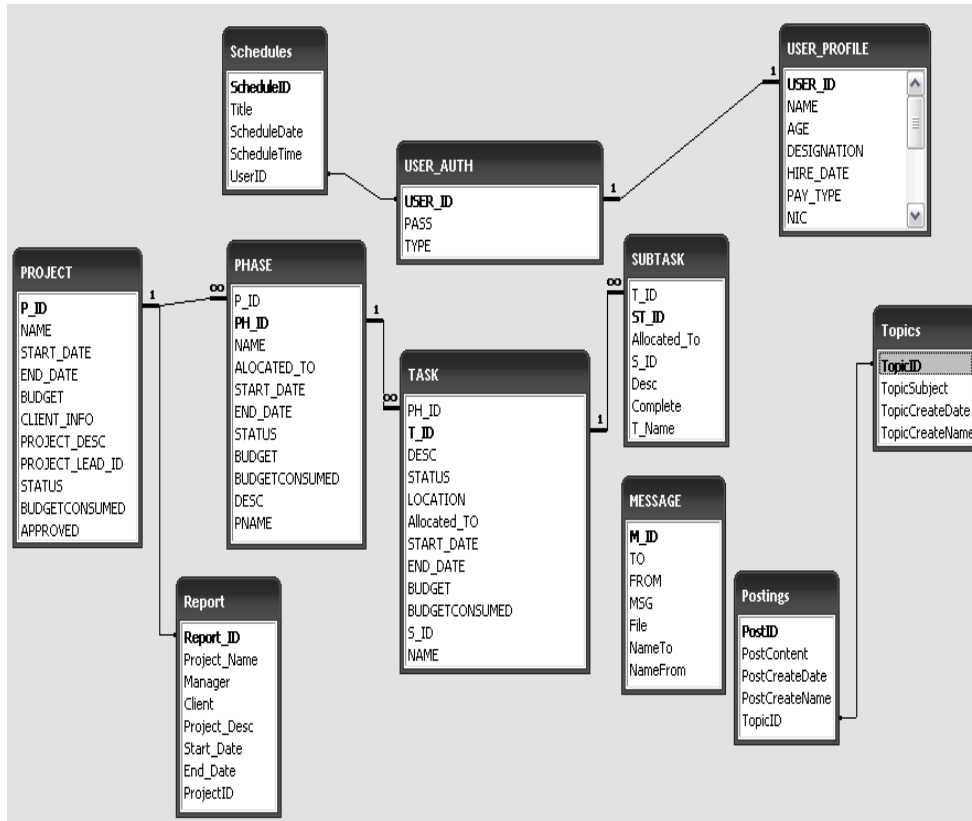 Schedules
ScheduleID
Title
ScheduleDate
ScheduleTime
UserID
USER_PROFILE
USER_ID
NAME
AGE
DESIGNATION
HIRE_DATE
PAY_TYPE
NIC
1
USER_AUTH
USER_ID
PASS
TYPE
1
PROJECT
P_ID
NAME
START_DATE
END_DATE
BUDGET
CLIENT_INFO
PROJECT_DESC
PROJECT_LEAD_ID
STATUS
BUDGETCONSUMED
APPROVED
1
∞
PHASE
P_ID
PH_ID
NAME
ALOCATED_TO
START_DATE
END_DATE
STATUS
BUDGET
BUDGETCONSUMED
DESC
PNAME
1
∞
TASK
PH_ID
T_ID
DESC
STATUS
LOCATION
Allocated_TO
START_DATE
END_DATE
BUDGET
BUDGETCONSUMED
S_ID
NAME
1
∞
SUBTASK
T_ID
ST_ID
Allocated_To
S_ID
Desc
Complete
T_Name
Topics
TopicID
TopicSubject
TopicCreateDate
TopicCreateName
MESSAGE
M_ID
TO
FROM
MSG
File
NameTo
NameFrom
Postings
PostID
PostContent
PostCreateDate
PostCreateName
TopicID
Report
Report_ID
Project_Name
Manager
Client
Project_Desc
Start_Date
End_Date
ProjectID